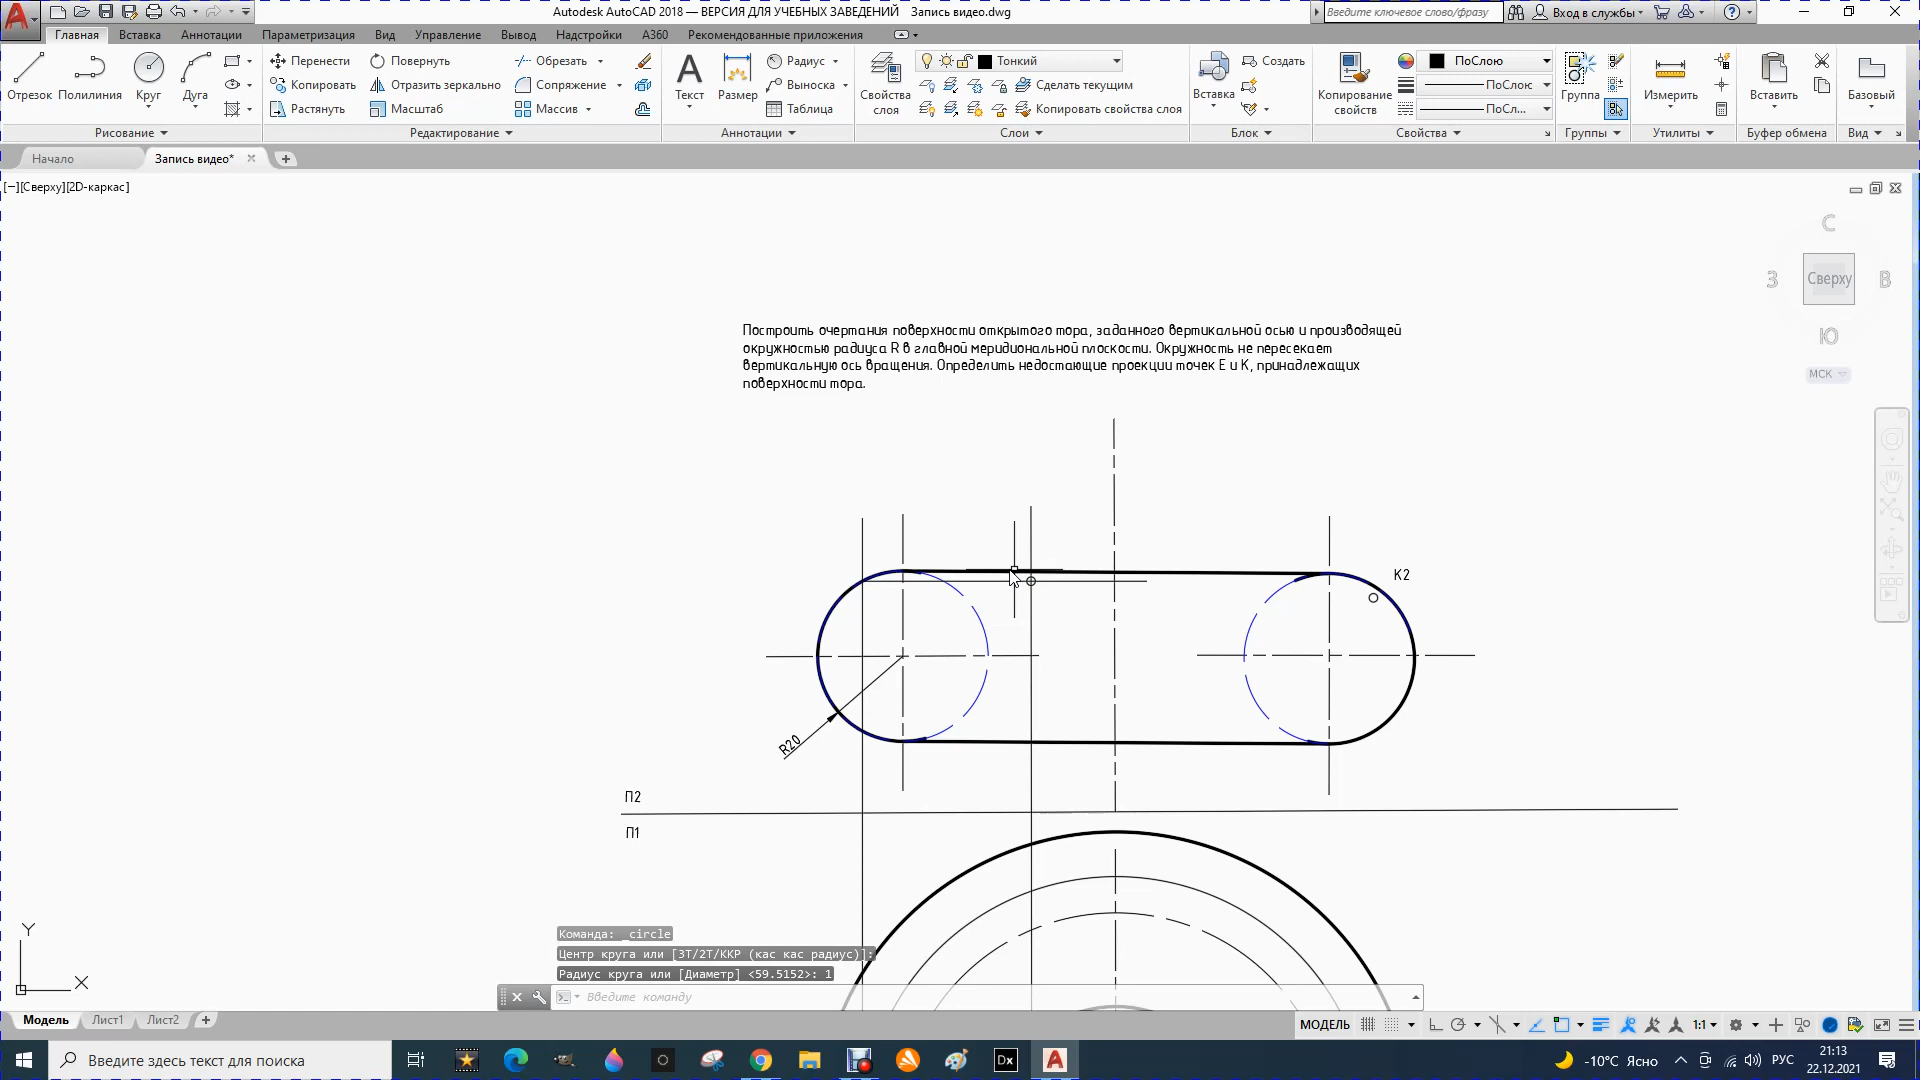 Autodesk AutoCAD 2018 — ВЕРСИЯ ДЛЯ УЧЕБНЫХ ЗАВЕДЕНИЙ Запись видео.dwg
Введите ключевое слово/фразу
Вход в службы
Главная Вставка Аннотации Параметризация Вид Управление Вывод Надстройки A360 Рекомендованные приложения
Отрезок Полилиния Круг Дуга
Рисование
Перенести Повернуть Обрезать
Копировать Отразить зеркально Сопряжение
Растянуть Масштаб Массив
Редактирование
Текст Размер
Радиус
Выноска
Таблица
Аннотации
Свойства слоя
Тонкий
Сделать текущим
Копировать свойства слоя
Слои
Вставка
Создать
Блок
Копирование свойств
ПоСлою
ПоСлою
ПоСл...
Свойства
Группа
Группы
Измерить
Утилиты
Вставить
Буфер обмена
Базовый
Вид
Начало Запись видео*
[−][Сверху][2D-каркас]
С
З Сверху В
Ю
МСК
Построить очертания поверхности открытого тора, заданного вертикальной осью и производящей
окружностью радиуса R в главной меридиональной плоскости. Окружность не пересекает
вертикальную ось вращения. Определить недостающие проекции точек Е и К, принадлежащих
поверхности тора.
К2
R20
П2
П1
Y
X
Команда: _circle
Центр круга или [3Т/2Т/ККР (кас кас радиус)]:
Радиус круга или [Диаметр] <59.5152>: 1
Введите команду
Модель Лист1 Лист2 +
МОДЕЛЬ 1:1
Введите здесь текст для поиска
Dx
-10°C Ясно
РУС
21:13
22.12.2021